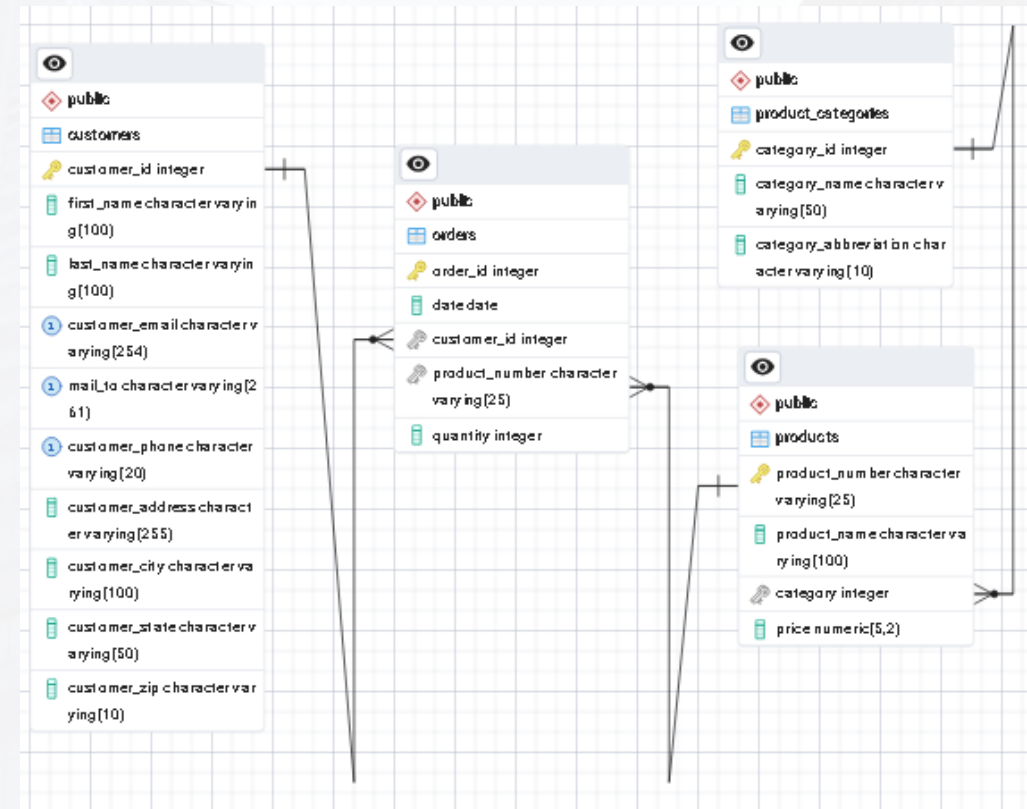 public
customers
customer_id integer
first_name character varyin
g(100)
last_name character varyin
g(100)
1 customer_email character v
arying(254)
1 mail_to character varying(2
61)
1 customer_phone character
varying(20)
customer_address charact
er varying(255)
customer_city character va
rying(100)
customer_state character v
arying(50)
customer_zip character var
ying(10)
public
orders
order_id integer
date date
customer_id integer
product_number character
varying(25)
quantity integer
public
product_categories
category_id integer
category_name character v
arying(50)
category_abbreviation char
acter varying(10)
public
products
product_number character
varying(25)
product_name character va
rying(100)
category integer
price numeric(5,2)